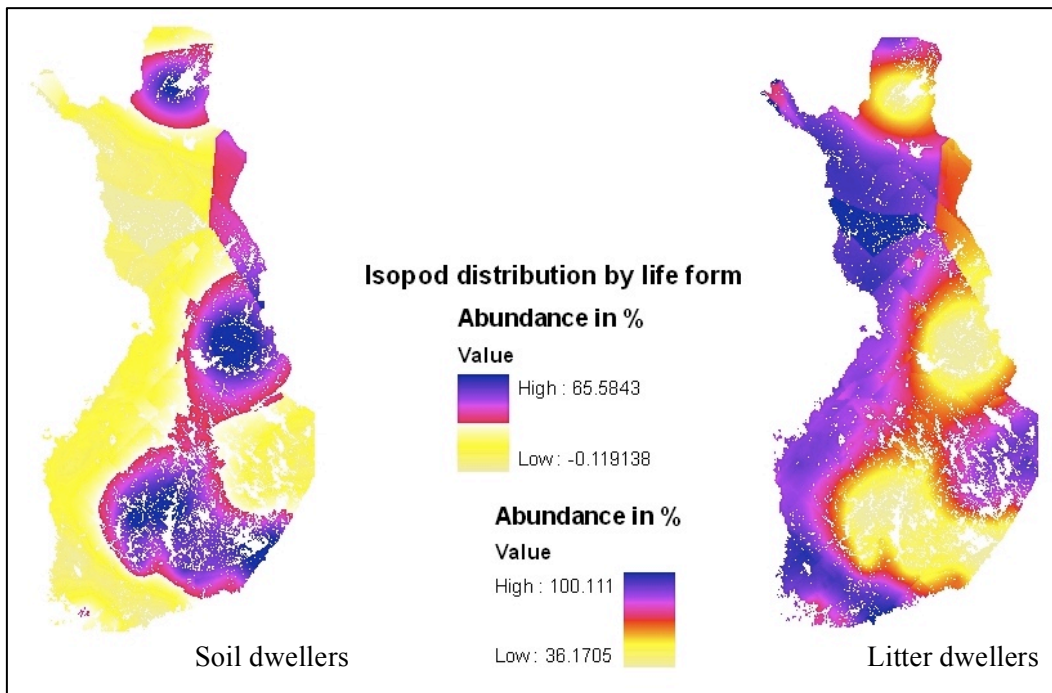 Isopod distribution by life form
Abundance in %
Value
High : 65.5843
Low : -0.119138
Abundance in %
Value
High : 100.111
Low : 36.1705
Soil dwellers
Litter dwellers